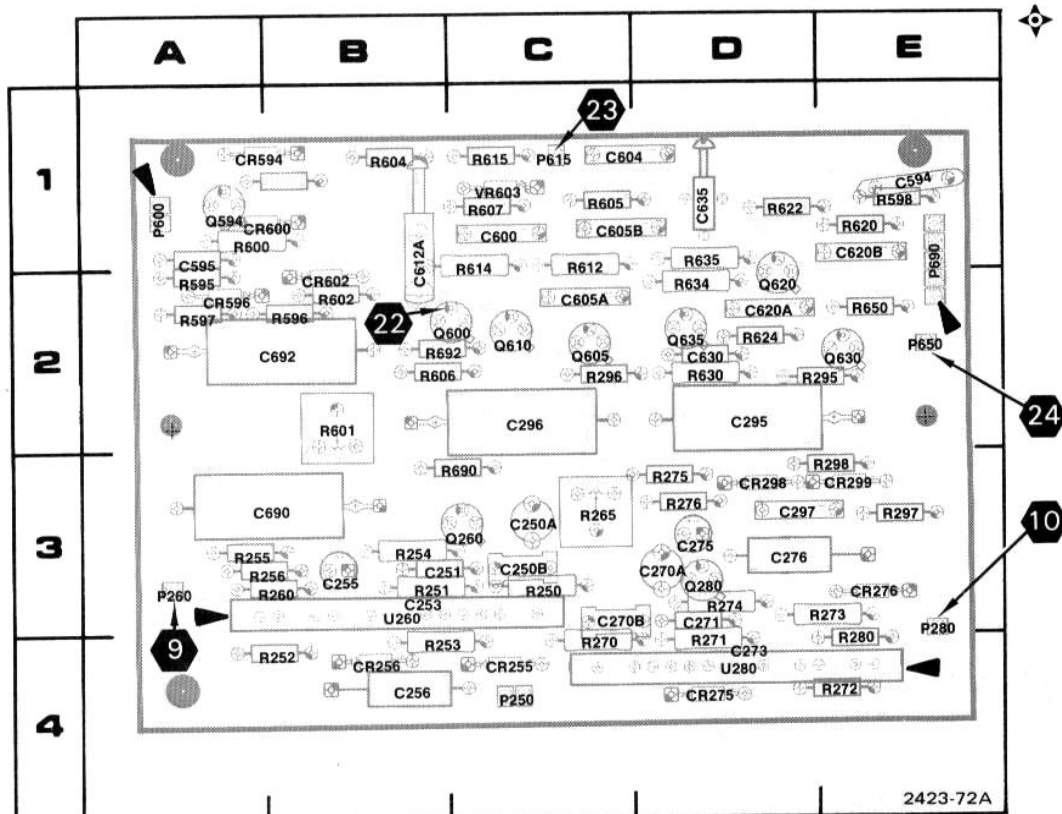 A B C D E
23
1
CR594 R604 R615 P615 C604
C594
VR603
R598
P600 Q594 R607 R605 C635 R622
CR600 R620
R600 C600 C605B P690
C612A C620B
C595 R614 R612 R635
R595 CR602 R634 Q620
CR596 R602 C605A C620A R650
R597 R596 22 Q600
Q610 Q635 R624 P650
2
C692 R692 Q605 C630 Q630
R606 R296 R630 R295
24
R601 C296 C295
R690 R275 R298
CR298 CR299
R276
C690 Q260 C250A R265 C297 R297
10
3
R255 R254 C275 C276
R256 C255 C251 C250B C270A Q280
P260 R260 R251 R250 CR276
C253 R274
U260 C270B C271 R273 P280
9 R253 R270 R271 R280
R252 C273
CR256 CR255 U280
C256 P250 CR275 R272
4
2423-72A